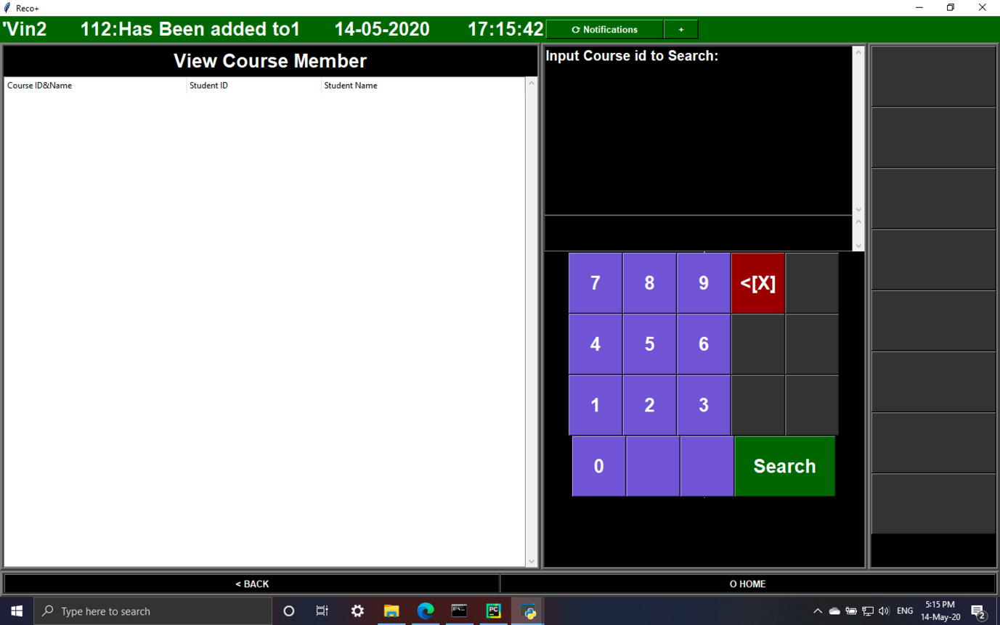 Reco+
'Vin2 112:Has Been added to1 14-05-2020 17:15:42 Notifications +
View Course Member
Course ID&Name Student ID Student Name
Input Course id to Search:
7 8 9 <[X]
4 5 6
1 2 3
0 Search
< BACK O HOME
Type here to search
PC
ENG
5:15 PM
14-May-20
2